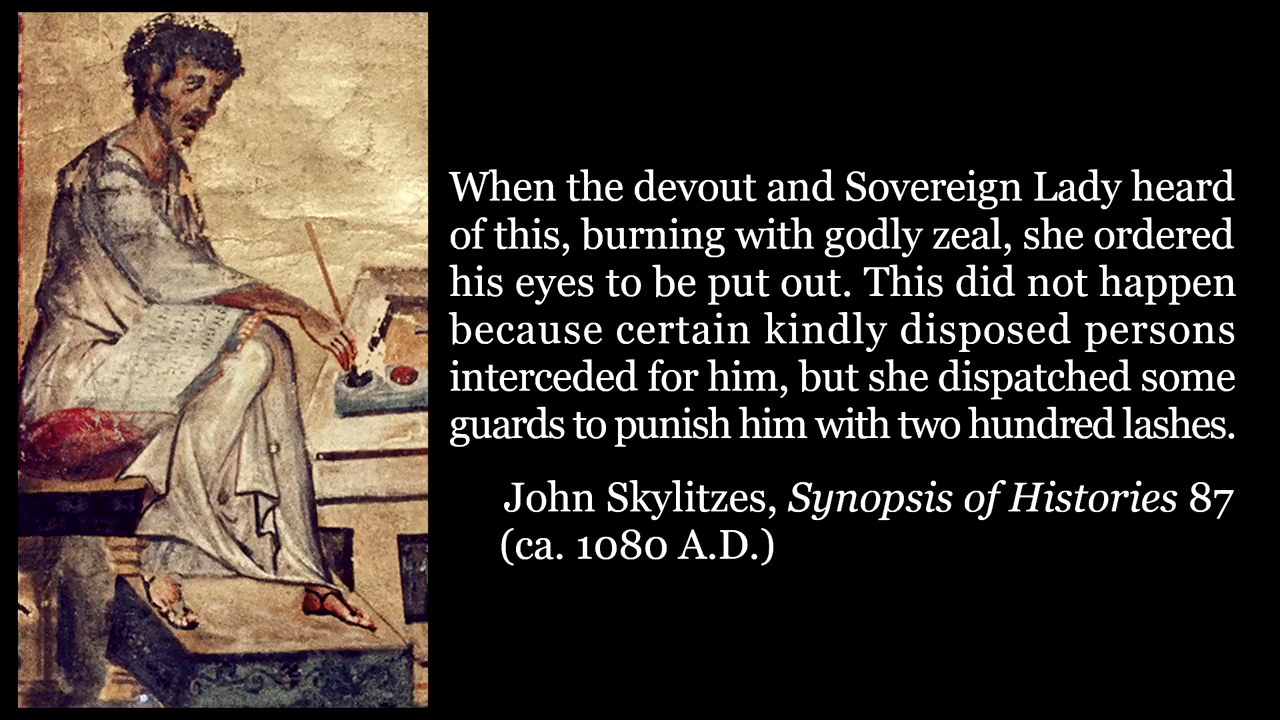 When the devout and Sovereign Lady heard
of this, burning with godly zeal, she ordered
his eyes to be put out. This did not happen
because certain kindly disposed persons
interceded for him, but she dispatched some
guards to punish him with two hundred lashes.
John Skylitzes, Synopsis of Histories 87
(ca. 1080 A.D.)